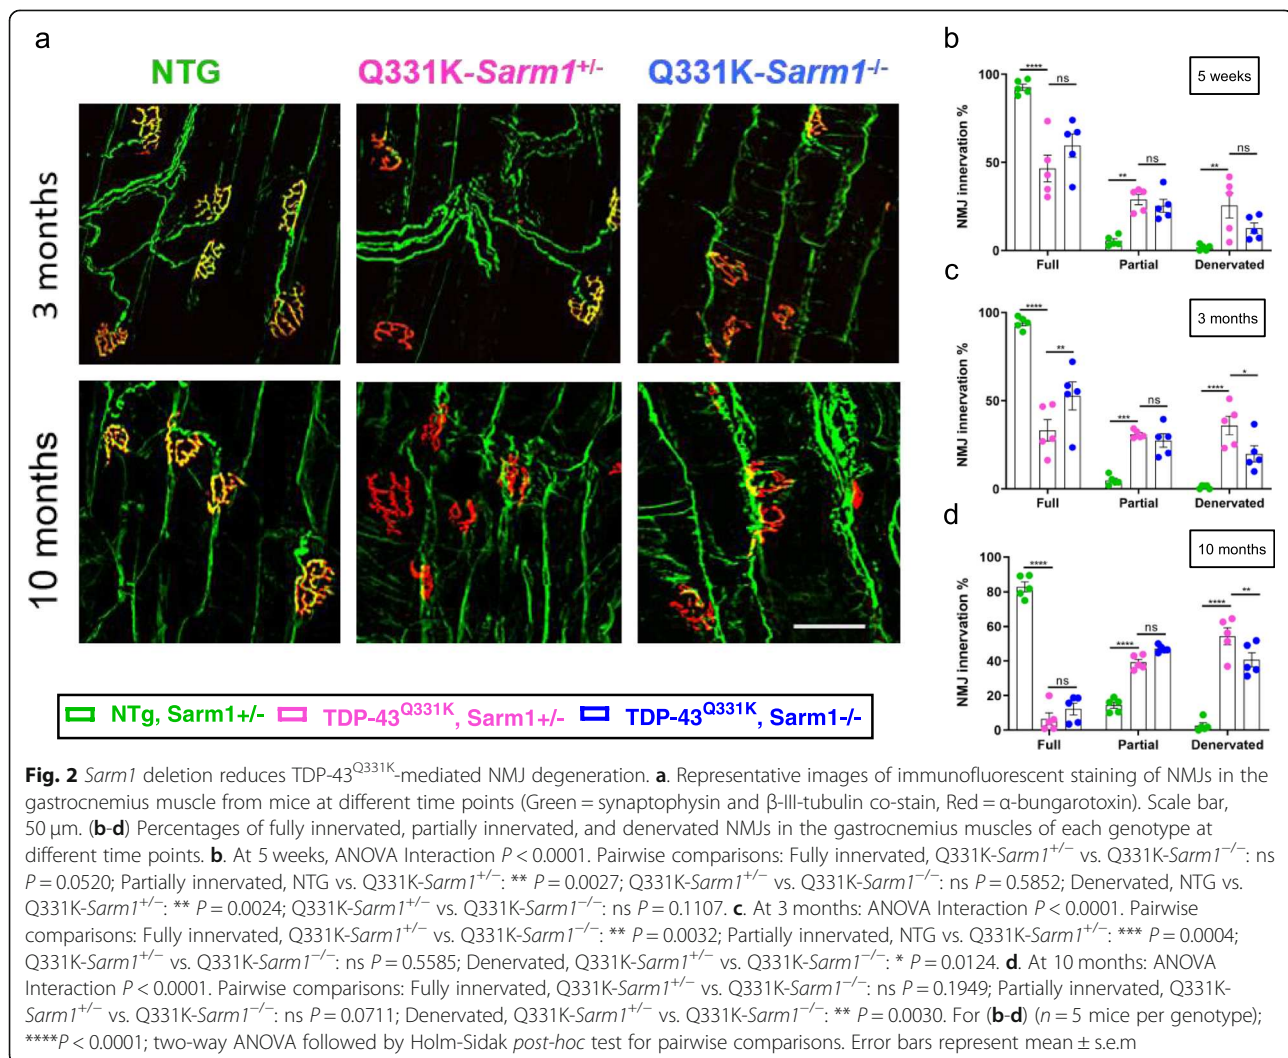 a
NTG
Q331K-Sarm1+/-
Q331K-Sarm1-/-
3 months
10 months
b
5 weeks
NMJ innervation %
100
50
0
****
ns
**
ns
**
ns
Full
Partial
Denervated
c
3 months
NMJ innervation %
100
50
0
****
**
***
ns
****
*
Full
Partial
Denervated
d
10 months
NMJ innervation %
100
80
60
40
20
0
****
ns
****
ns
****
**
Full
Partial
Denervated
NTg, Sarm1+/-
TDP-43Q331K, Sarm1+/-
TDP-43Q331K, Sarm1-/-
Fig. 2 Sarm1 deletion reduces TDP-43Q331K-mediated NMJ degeneration. a. Representative images of immunofluorescent staining of NMJs in the
gastrocnemius muscle from mice at different time points (Green = synaptophysin and β-III-tubulin co-stain, Red = α-bungarotoxin). Scale bar,
50 μm. (b-d) Percentages of fully innervated, partially innervated, and denervated NMJs in the gastrocnemius muscles of each genotype at
different time points. b. At 5 weeks, ANOVA Interaction P < 0.0001. Pairwise comparisons: Fully innervated, Q331K-Sarm1+/− vs. Q331K-Sarm1−/−: ns
P = 0.0520; Partially innervated, NTG vs. Q331K-Sarm1+/−: ** P = 0.0027; Q331K-Sarm1+/− vs. Q331K-Sarm1−/−: ns P = 0.5852; Denervated, NTG vs.
Q331K-Sarm1+/−: ** P = 0.0024; Q331K-Sarm1+/− vs. Q331K-Sarm1−/−: ns P = 0.1107. c. At 3 months: ANOVA Interaction P < 0.0001. Pairwise
comparisons: Fully innervated, Q331K-Sarm1+/− vs. Q331K-Sarm1−/−: ** P = 0.0032; Partially innervated, NTG vs. Q331K-Sarm1+/−: *** P = 0.0004;
Q331K-Sarm1+/− vs. Q331K-Sarm1−/−: ns P = 0.5585; Denervated, Q331K-Sarm1+/− vs. Q331K-Sarm1−/−: * P = 0.0124. d. At 10 months: ANOVA
Interaction P < 0.0001. Pairwise comparisons: Fully innervated, Q331K-Sarm1+/− vs. Q331K-Sarm1−/−: ns P = 0.1949; Partially innervated, Q331K-
Sarm1+/− vs. Q331K-Sarm1−/−: ns P = 0.0711; Denervated, Q331K-Sarm1+/− vs. Q331K-Sarm1−/−: ** P = 0.0030. For (b-d) (n = 5 mice per genotype);
****P < 0.0001; two-way ANOVA followed by Holm-Sidak post-hoc test for pairwise comparisons. Error bars represent mean ± s.e.m